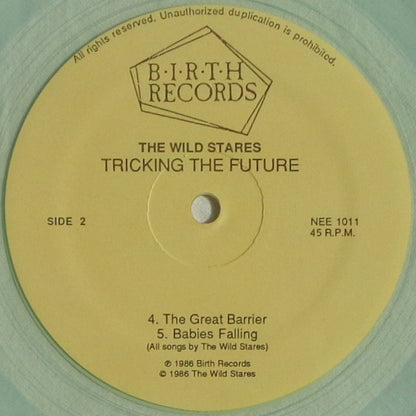 All rights reserved. Unauthorized duplication is prohibited.
B·I·R·T·H
RECORDS
THE WILD STARES
TRICKING THE FUTURE
SIDE 2
NEE 1011
45 R.P.M.
4. The Great Barrier
5. Babies Falling
(All songs by The Wild Stares)
℗ 1986 Birth Records
© 1986 The Wild Stares